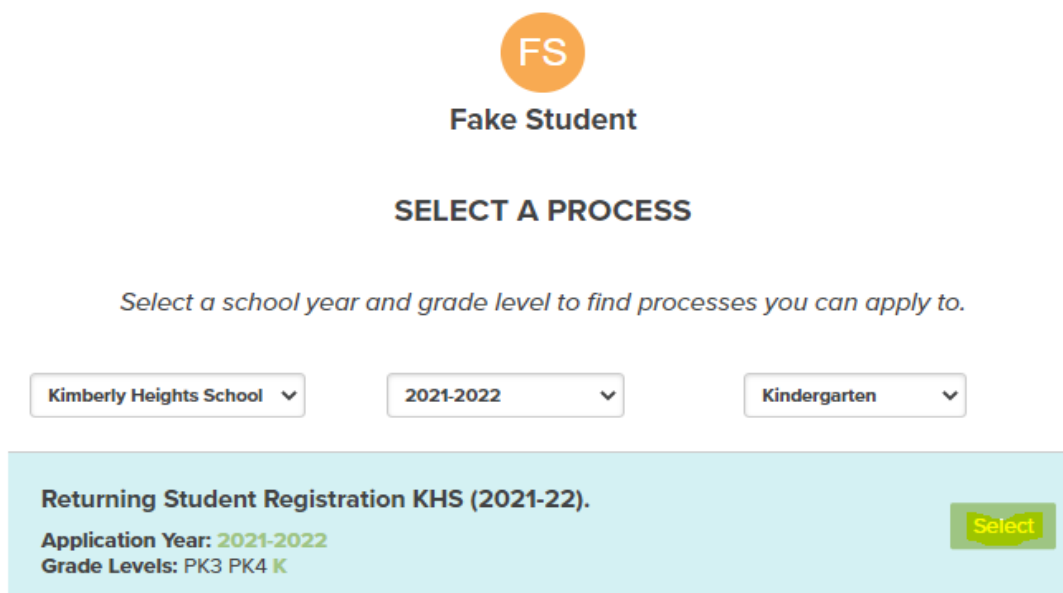 FS
Fake Student
SELECT A PROCESS
Select a school year and grade level to find processes you can apply to.
Kimberly Heights School
2021-2022
Kindergarten
Returning Student Registration KHS (2021-22).
Select
Application Year: 2021-2022
Grade Levels: PK3 PK4 K